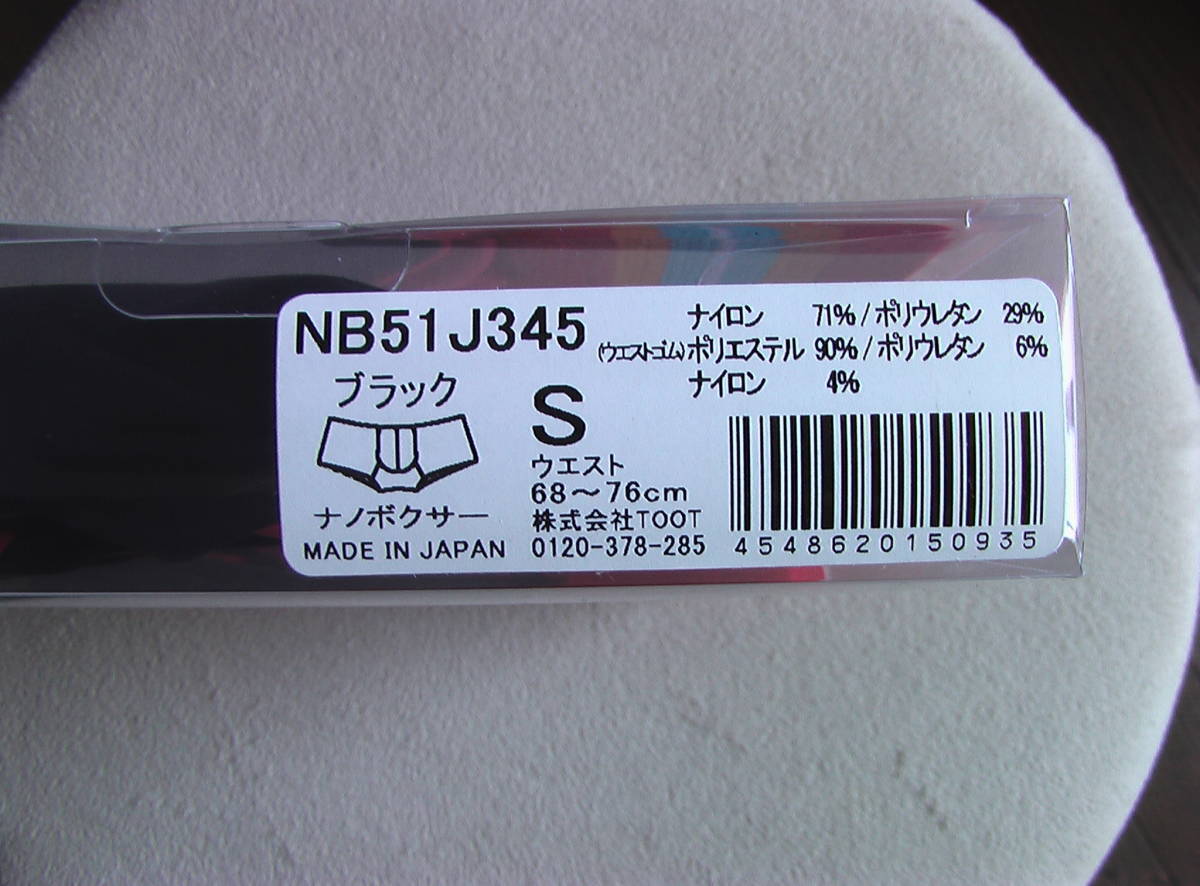 NB51J345
ナイロン 71% / ポリウレタン 29%
(ウエストゴム)ポリエステル 90% / ポリウレタン 6%
ナイロン 4%
ブラック
S
ウエスト
68～76cm
ナノボクサー
株式会社TOOT
MADE IN JAPAN
0120-378-285
4548620150935